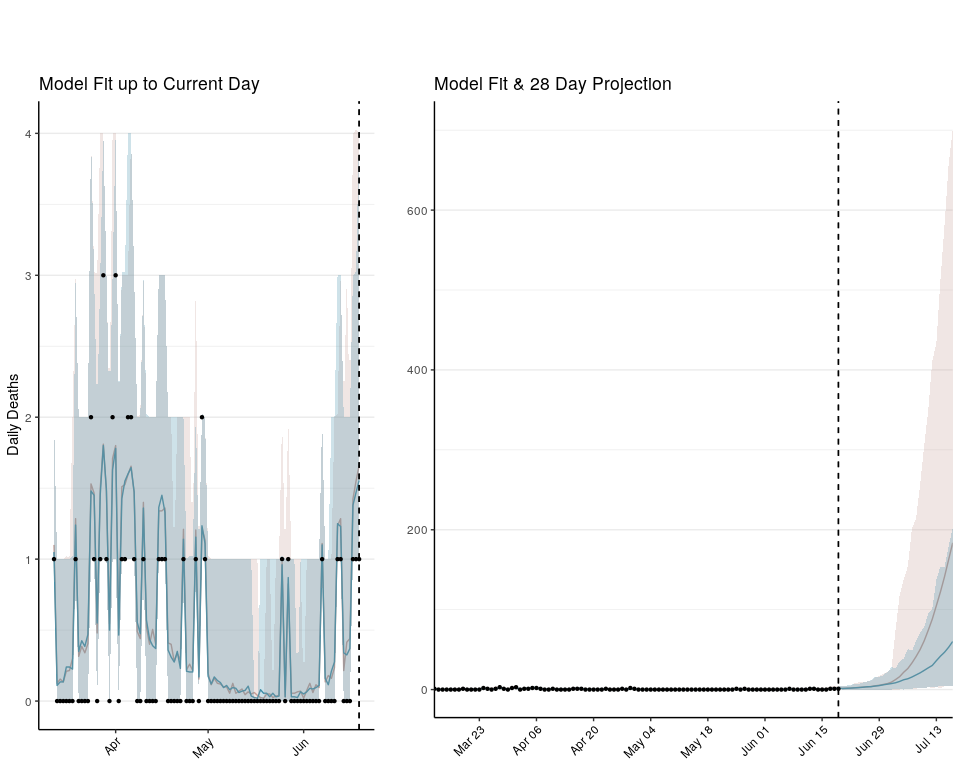 Model Fit up to Current Day
Daily Deaths
4
3
2
1
0
Apr
May
Jun
Model Fit & 28 Day Projection
600
400
200
0
Mar 23
Apr 06
Apr 20
May 04
May 18
Jun 01
Jun 15
Jun 29
Jul 13